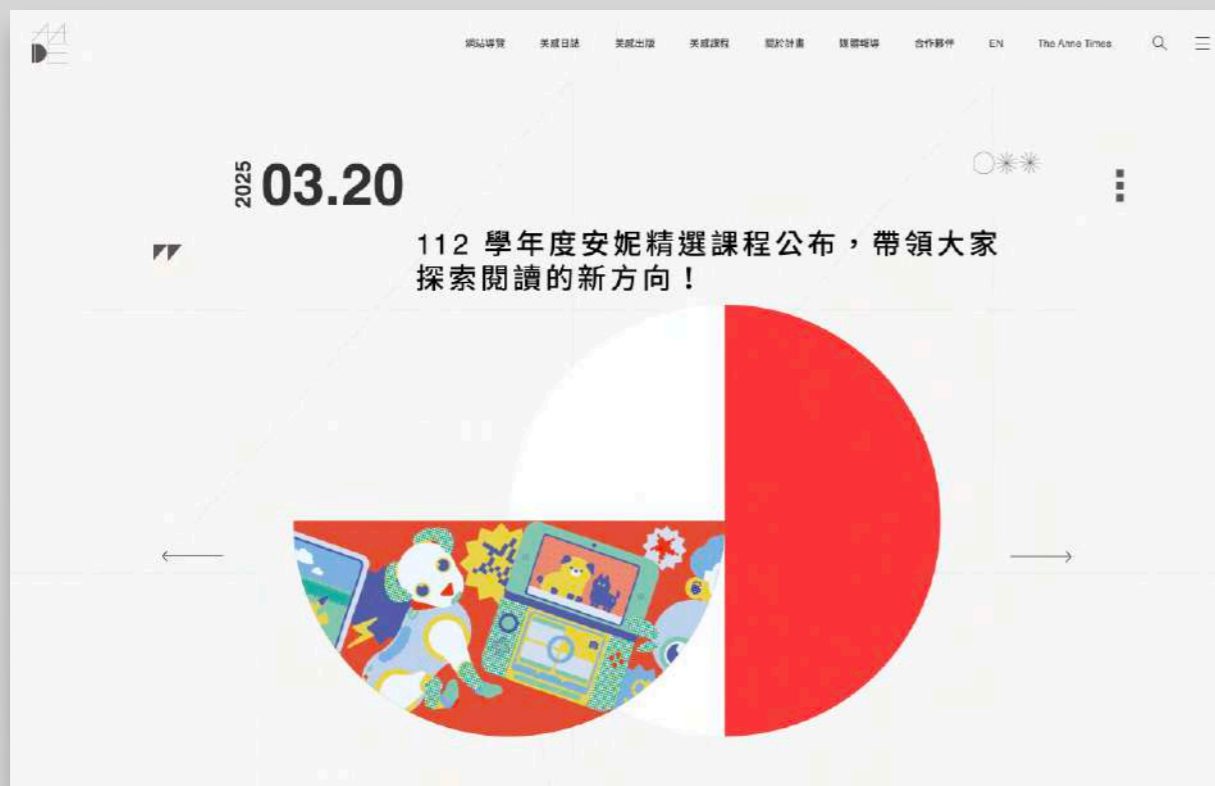 AADE
網站導覽 美感日誌 美感出版 美感課程 關於計畫 媒體報導 合作夥伴 EN The Anne Times
2025 03.20
112 學年度安妮精選課程公布，帶領大家
探索閱讀的新方向！